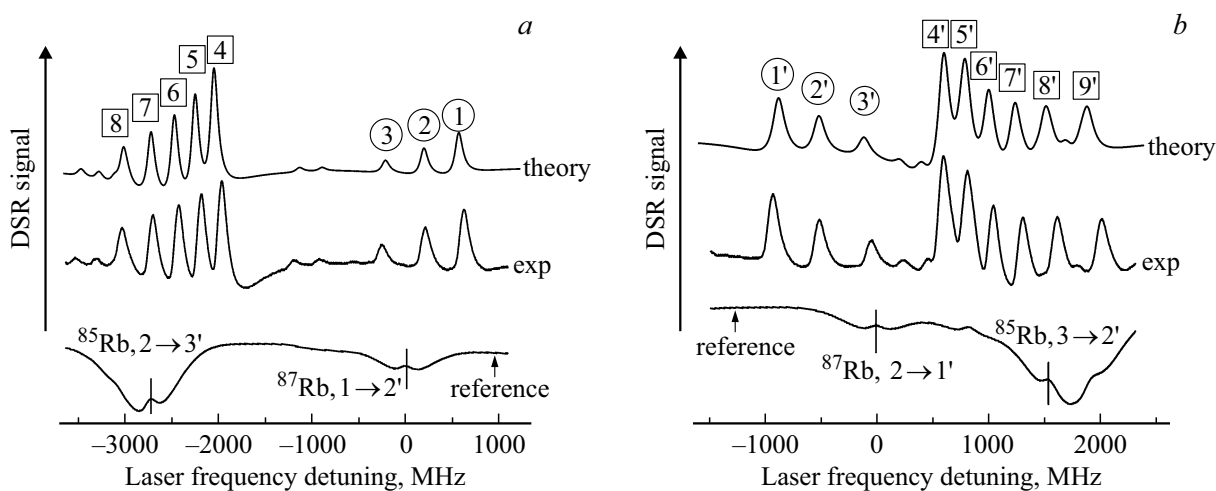 a
DSR signal
8 7 6 5 4
3 2 1
theory
exp
⁸⁵Rb, 2→3'
⁸⁷Rb, 1→2'
reference
–3000 –2000 –1000 0 1000
Laser frequency detuning, MHz
b
DSR signal
1' 2' 3'
4' 5' 6' 7' 8' 9'
theory
exp
reference
⁸⁷Rb, 2→1'
⁸⁵Rb, 3→2'
–1000 0 1000 2000
Laser frequency detuning, MHz